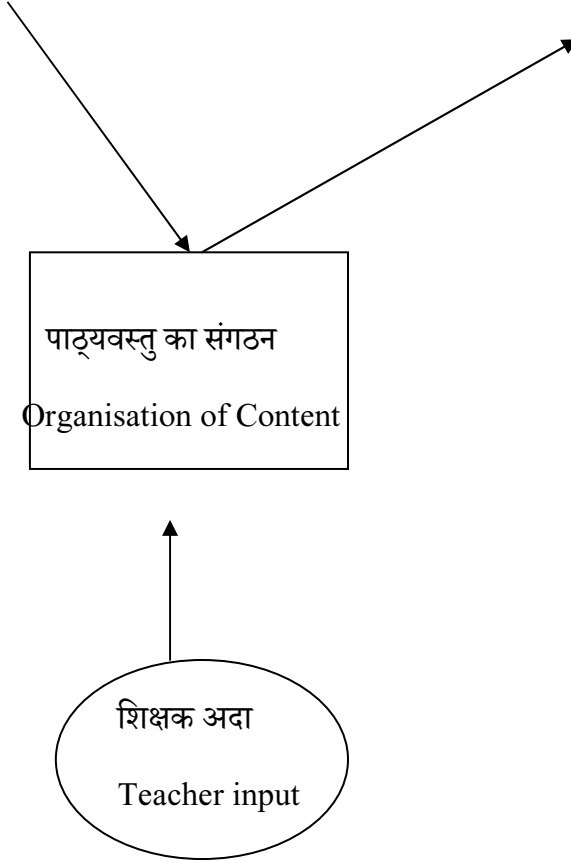 पाठ्यवस्तु का संगठन
Organisation of Content
शिक्षक अदा
Teacher input